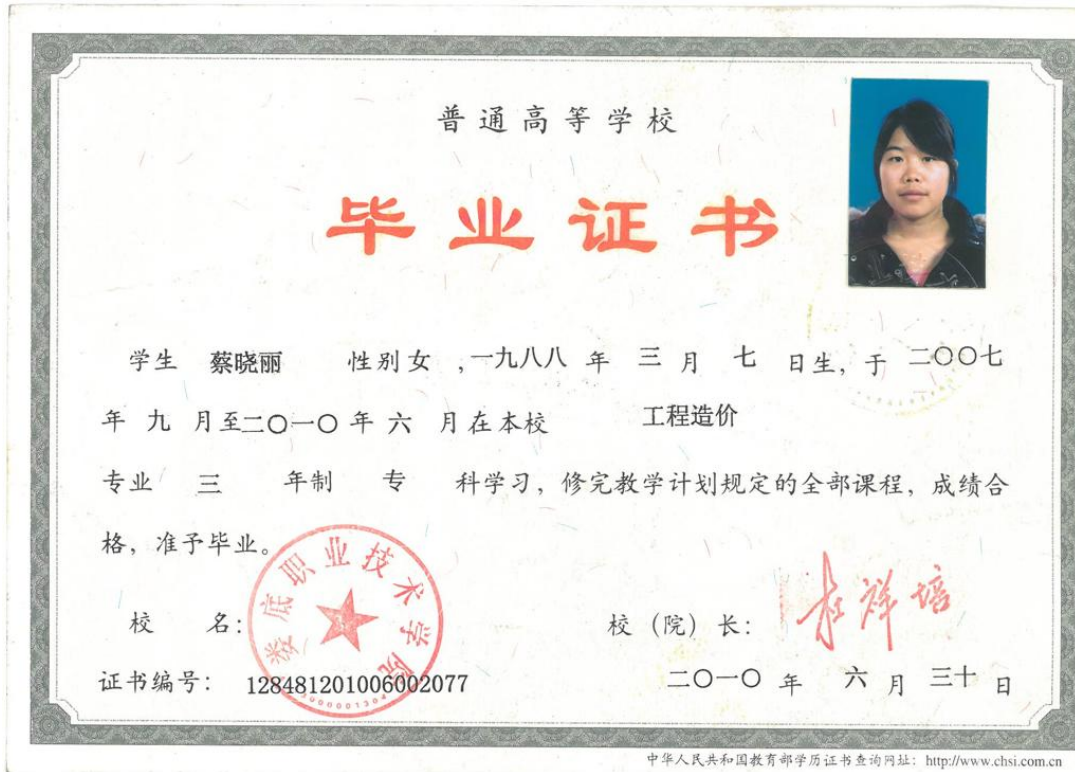 普通高等学校
毕业证书
学生 蔡晓丽 性别 女 ,一九八八 年 三 月 七 日生, 于 二〇〇七
年 九 月至二〇一〇年 六 月在本校 工程造价
专业 三 年制 专 科学习, 修完教学计划规定的全部课程, 成绩合
格, 准予毕业。
娄底职业技术学院
校 名: 校（院）长:
证书编号: 128481201006002077 二〇一〇 年 六 月 三十 日
中华人民共和国教育部学历证书查询网址: http://www.chsi.com.cn